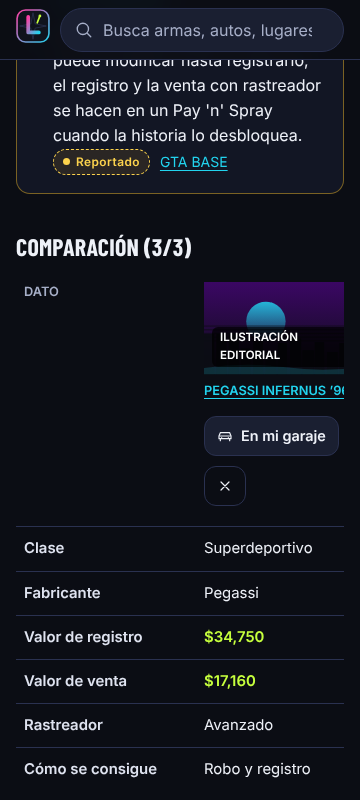 Busca armas, autos, lugares
puede modificar hasta registrarlo,
el registro y la venta con rastreador
se hacen en un Pay 'n' Spray
cuando la historia lo desbloquea.
Reportado GTA BASE
COMPARACIÓN (3/3)
DATO
ILUSTRACIÓN
EDITORIAL
PEGASSI INFERNUS '96
En mi garaje
Clase Superdeportivo
Fabricante Pegassi
Valor de registro $34,750
Valor de venta $17,160
Rastreador Avanzado
Cómo se consigue Robo y registro